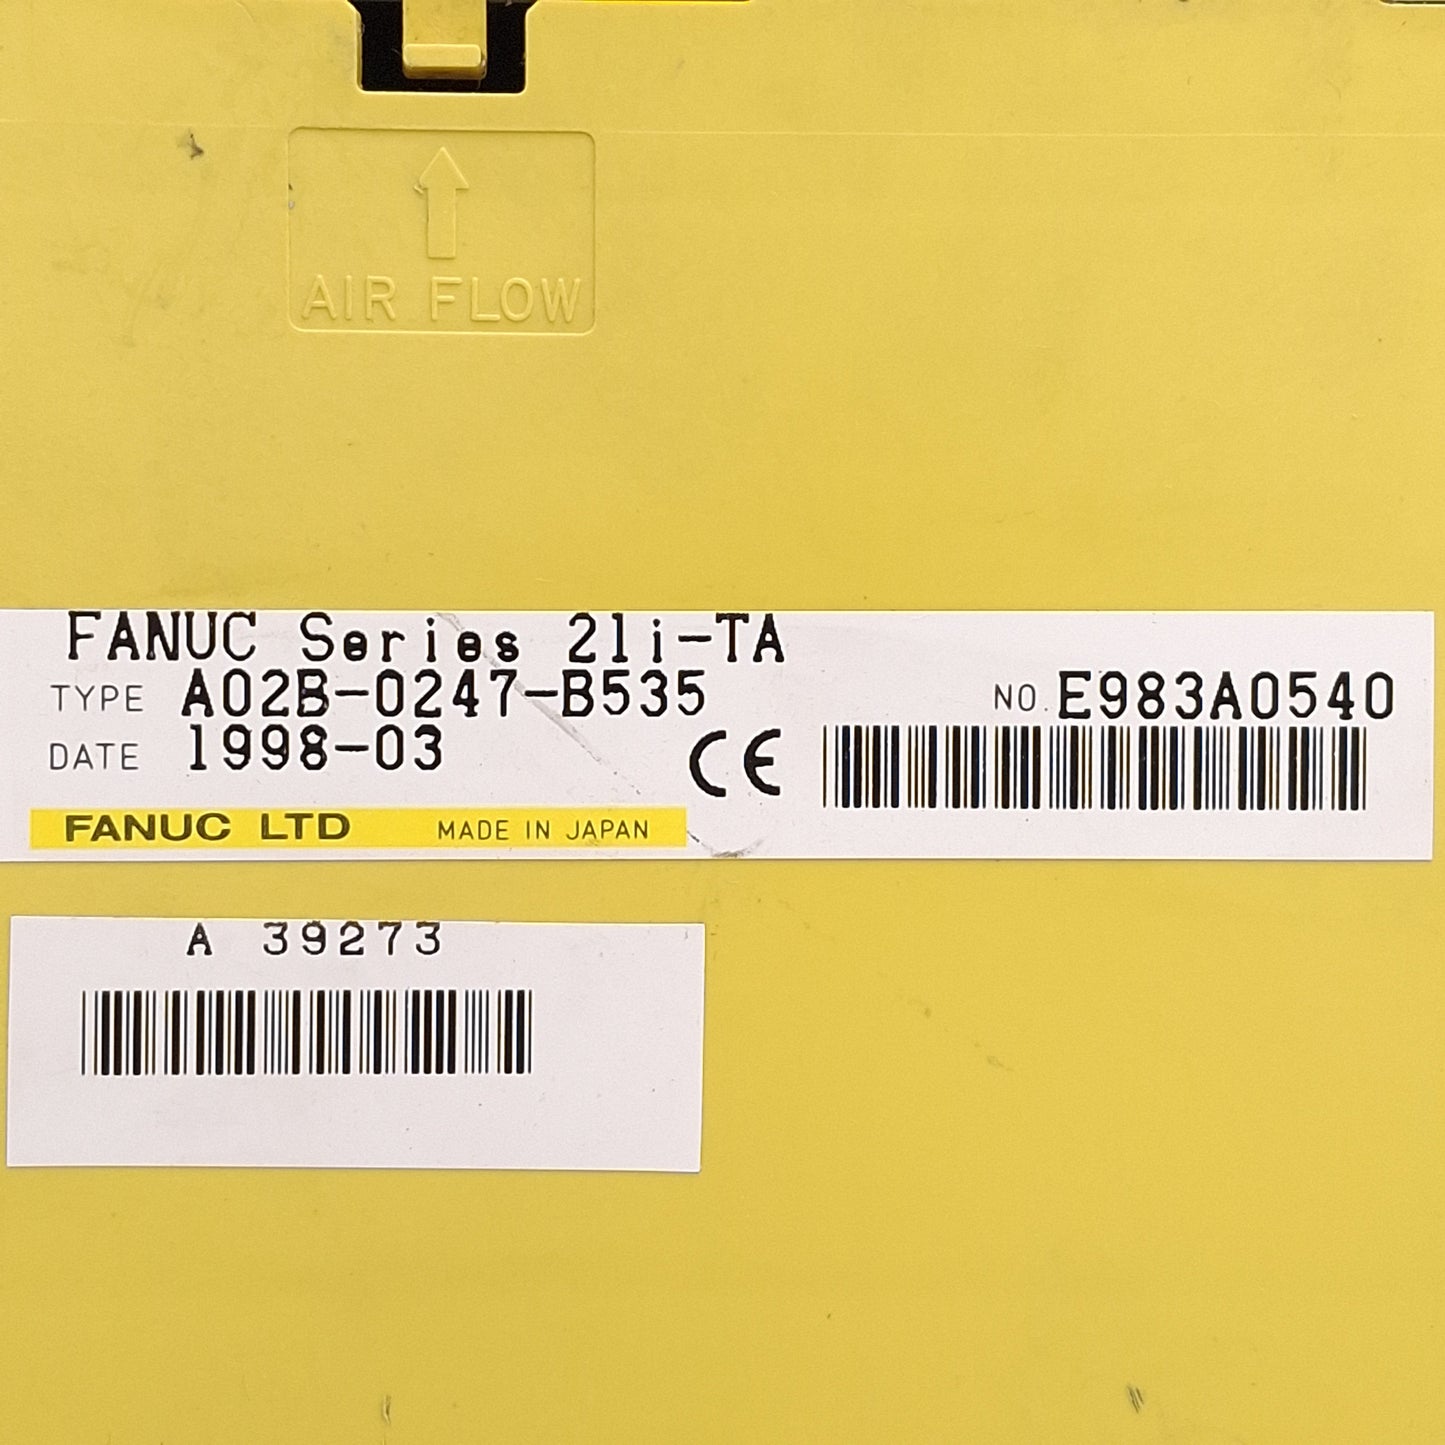 AIR FLOW
FANUC Series 21i-TA
TYPE A02B-0247-B535
NO. E983A0540
DATE 1998-03
CE
FANUC LTD MADE IN JAPAN
A 39273